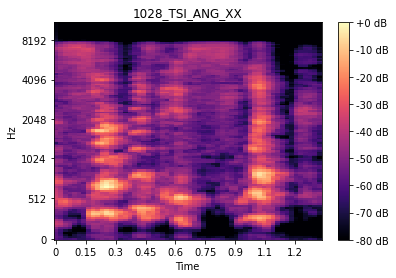 1028_TSI_ANG_XX
8192
4096
2048
1024
512
0
Hz
0 0.15 0.3 0.45 0.6 0.75 0.9 1.1 1.2
Time
+0 dB
-10 dB
-20 dB
-30 dB
-40 dB
-50 dB
-60 dB
-70 dB
-80 dB